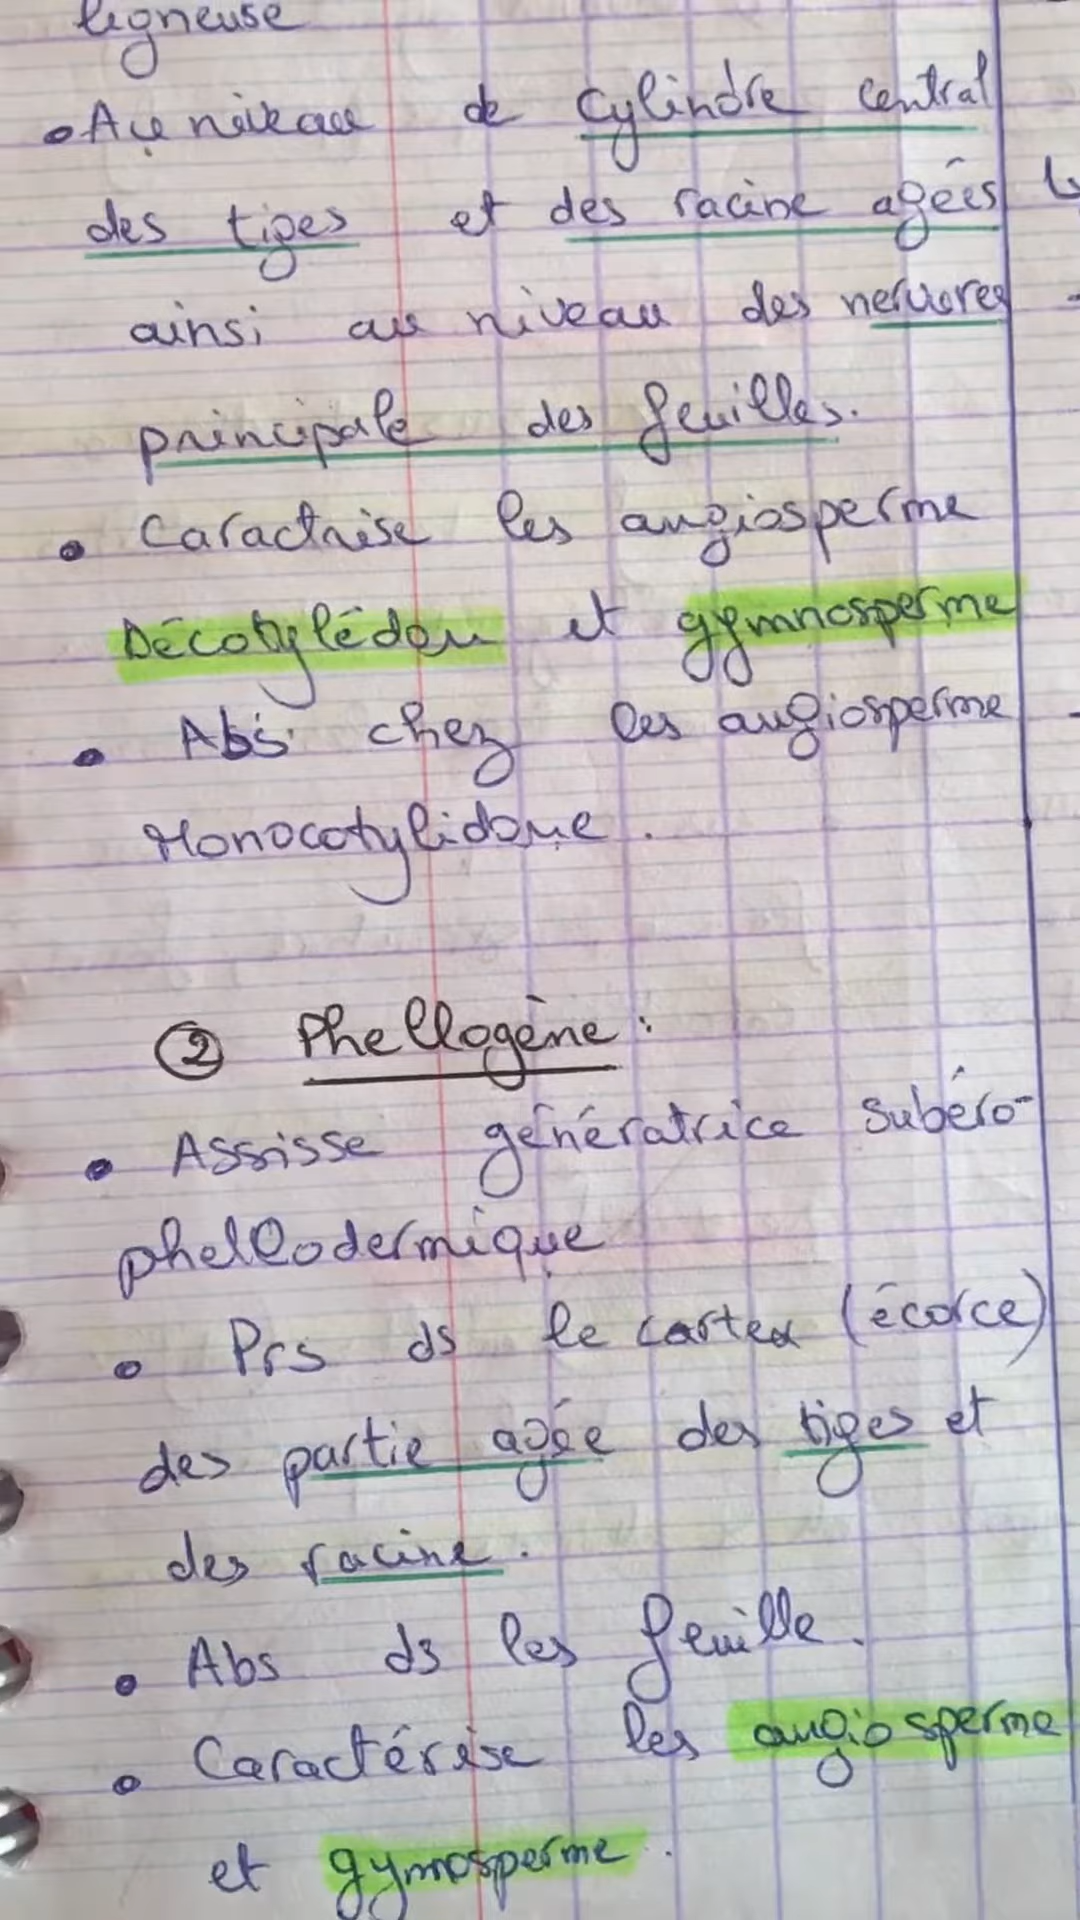 ligneuse
• Au niveau de cylindre central
des tiges et des racine agées
ainsi au niveau des nervures
principale des feuilles.
• Caractrise les angiosperme
Décotylédon et gymnosperme
• Abs chez les angiosperme
Monocotylidone.
② Phellogène :
• Assisse génératrice Subéro-
phellodermique
• Prs ds le cortex (écorce)
des partie agée des tiges et
des racine.
• Abs ds les feuille.
• Caractérise les angiosperme
et gymosperme.